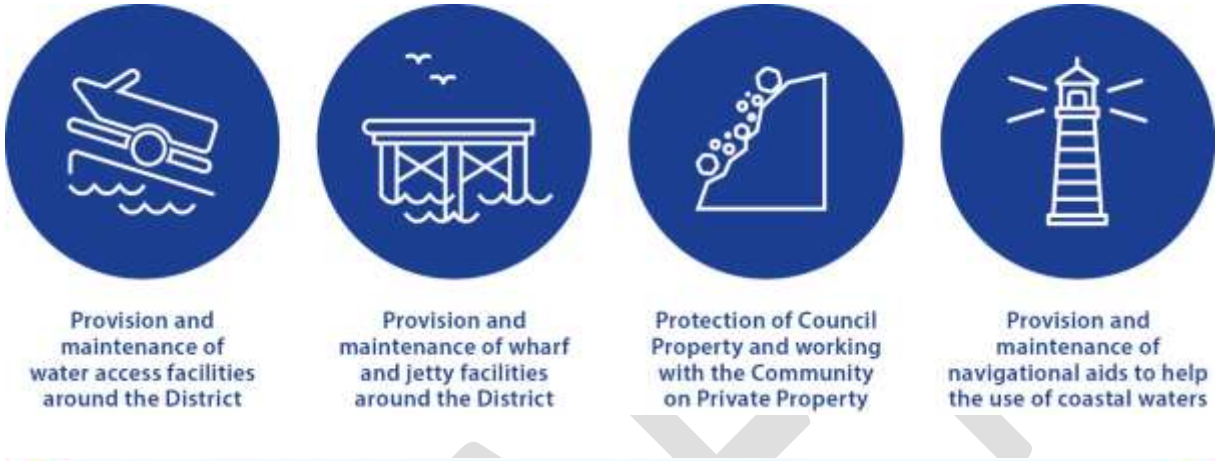 Provision and
maintenance of
water access facilities
around the District
Provision and
maintenance of wharf
and jetty facilities
around the District
Protection of Council
Property and working
with the Community
on Private Property
Provision and
maintenance of
navigational aids to help
the use of coastal waters